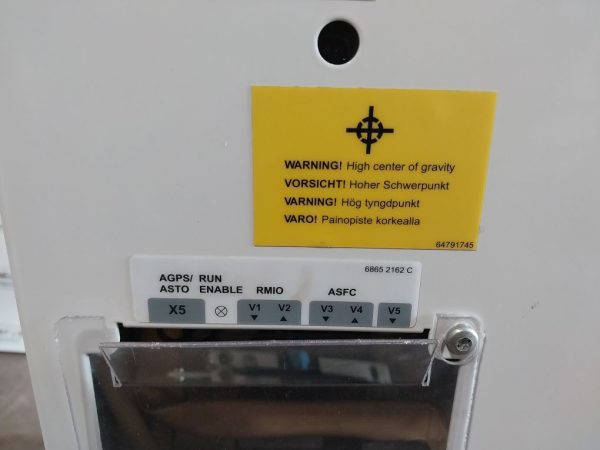 WARNING! High center of gravity
VORSICHT! Hoher Schwerpunkt
VARNING! Hög tyngdpunkt
VARO! Painopiste korkealla
64791745
6865 2162 C
AGPS/ RUN
ASTO ENABLE RMIO ASFC
X5 V1 V2 V3 V4 V5